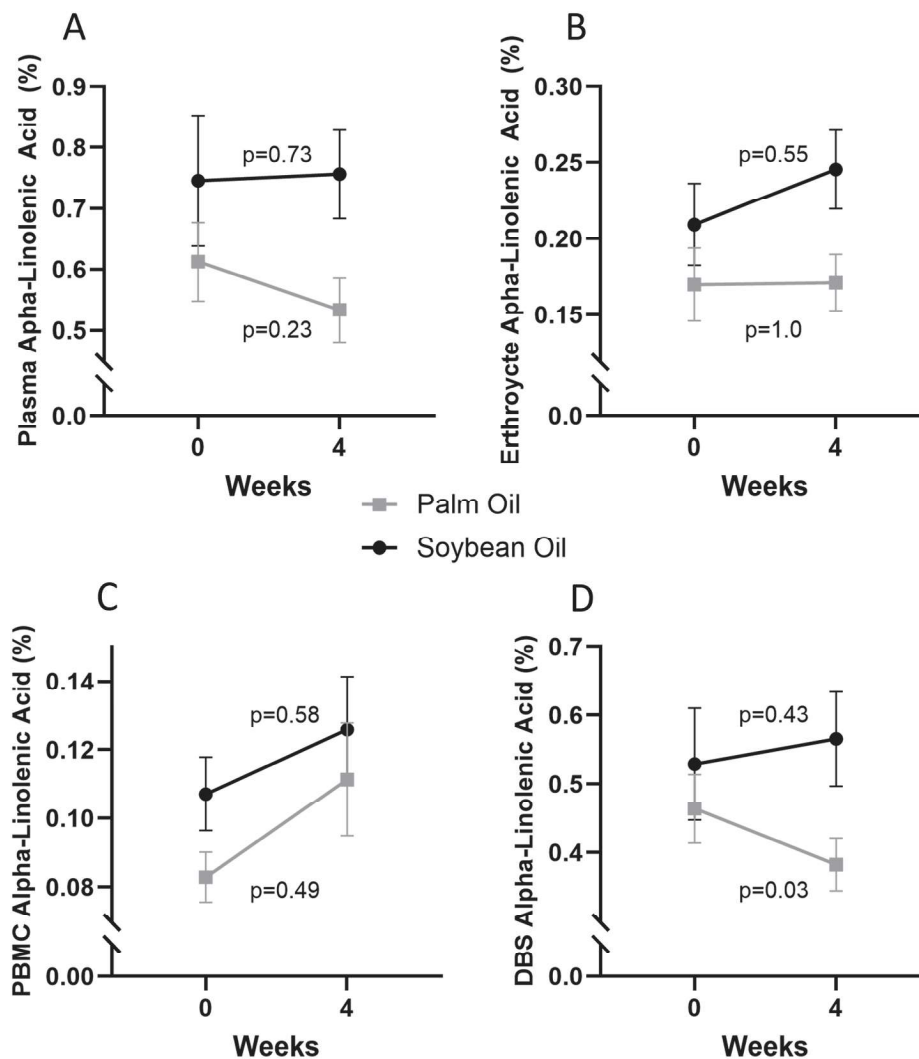 A
Plasma Apha-Linolenic Acid (%)
0.9
0.8
0.7
0.6
0.5
0.0
p=0.73
p=0.23
0
4
Weeks
B
Erthroycte Apha-Linolenic Acid (%)
0.30
0.25
0.20
0.15
0.00
p=0.55
p=1.0
0
4
Weeks
Palm Oil
Soybean Oil
C
PBMC Alpha-Linolenic Acid (%)
0.14
0.12
0.10
0.08
0.00
p=0.58
p=0.49
0
4
Weeks
D
DBS Alpha-Linolenic Acid (%)
0.7
0.6
0.5
0.4
0.0
p=0.43
p=0.03
0
4
Weeks